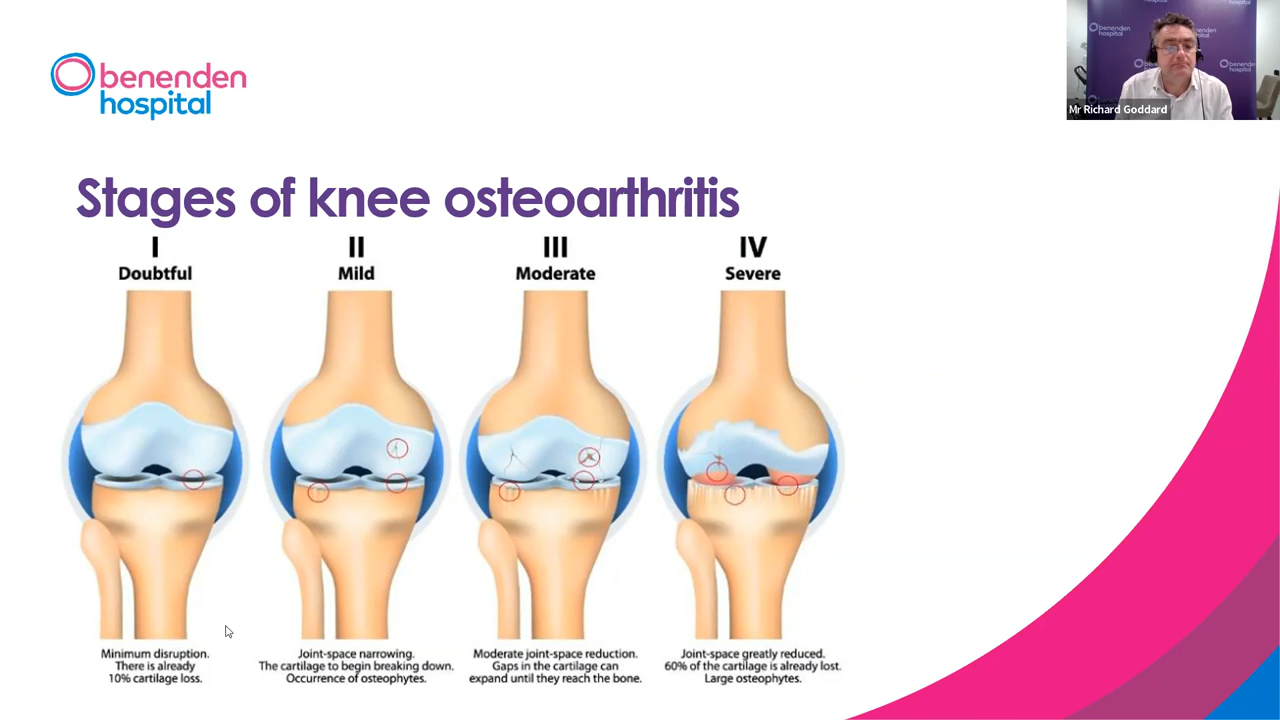 benenden
hospital
benenden
hospital
Mr Richard Goddard
Stages of knee osteoarthritis
I
Doubtful
II
Mild
III
Moderate
IV
Severe
Minimum disruption.
There is already
10% cartilage loss.
Joint-space narrowing.
The cartilage to begin breaking down.
Occurrence of osteophytes.
Moderate joint-space reduction.
Gaps in the cartilage can
expand until they reach the bone.
Joint-space greatly reduced.
60% of the cartilage is already lost.
Large osteophytes.